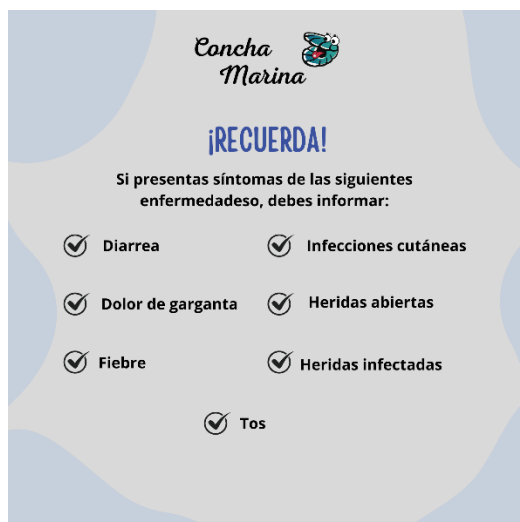 Concha
Marina
¡RECUERDA!
Si presentas síntomas de las siguientes
enfermedadeso, debes informar:
Diarrea
Infecciones cutáneas
Dolor de garganta
Heridas abiertas
Fiebre
Heridas infectadas
Tos